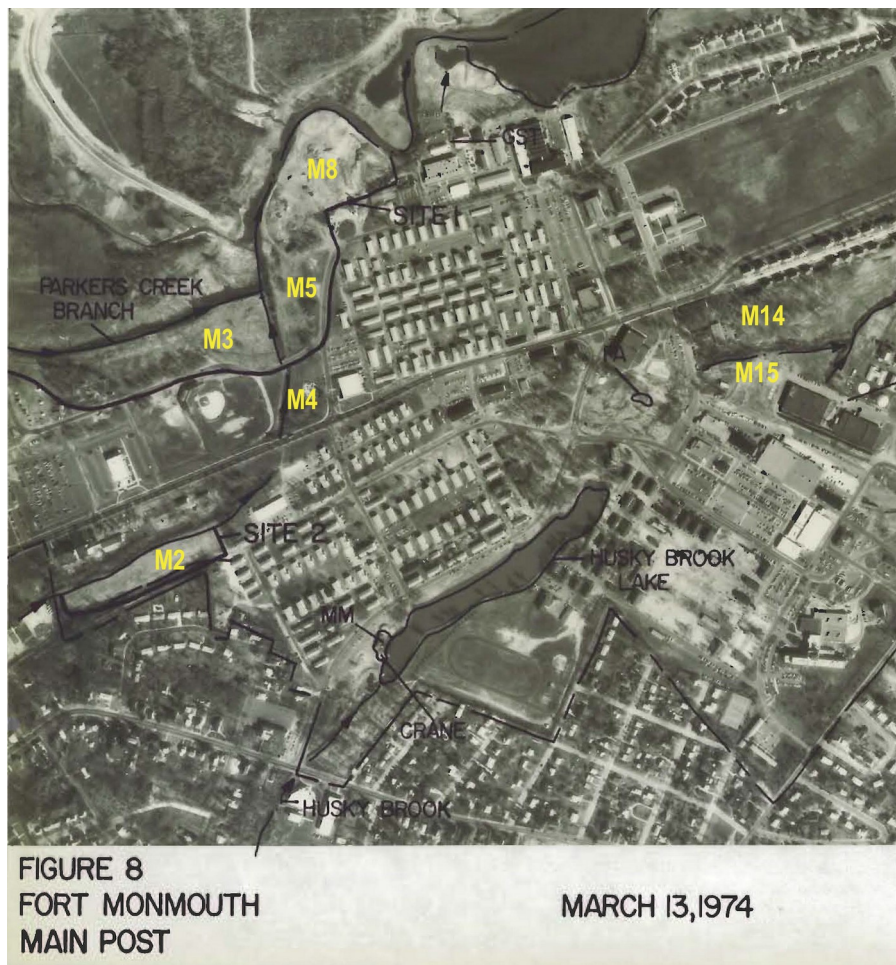 CST
M8
SITE 1
PARKERS CREEK
BRANCH
M5
M3
M14
M15
M4
SITE 2
M2
HUSKY BROOK
LAKE
MM
CRANE
HUSKY BROOK
FIGURE 8
FORT MONMOUTH
MARCH 13, 1974
MAIN POST